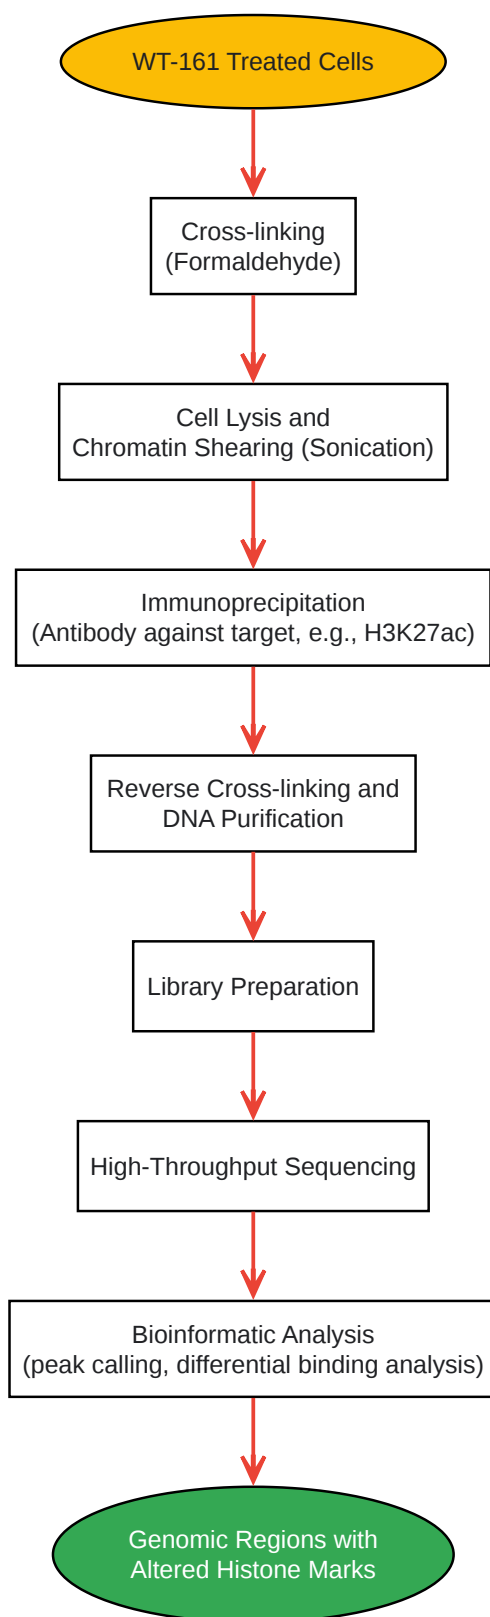 WT-161 Treated Cells
Cross-linking
(Formaldehyde)
Cell Lysis and
Chromatin Shearing (Sonication)
Immunoprecipitation
(Antibody against target, e.g., H3K27ac)
Reverse Cross-linking and
DNA Purification
Library Preparation
High-Throughput Sequencing
Bioinformatic Analysis
(peak calling, differential binding analysis)
Genomic Regions with
Altered Histone Marks